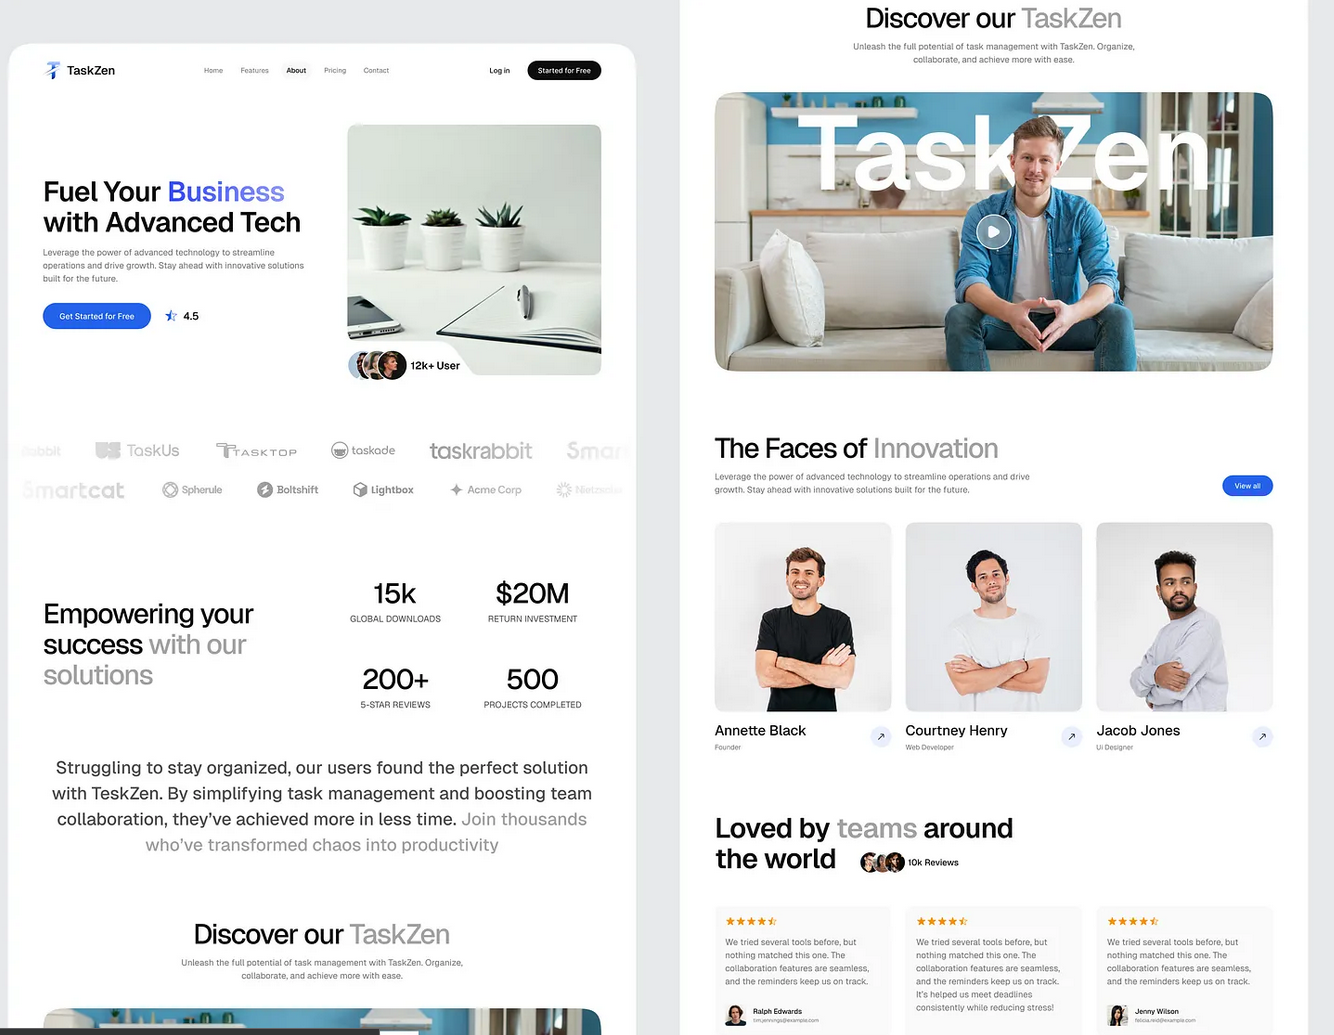 TaskZen
Home
Features
About
Pricing
Contact
Log in
Started for Free
Fuel Your Business
with Advanced Tech
Leverage the power of advanced technology to streamline
operations and drive growth. Stay ahead with innovative solutions
built for the future.
Get Started for Free
4.5
12k+ User
TaskUs
TASKTOP
taskade
taskrabbit
Smar
Smartcat
Spherule
Boltshift
Lightbox
Acme Corp
Empowering your
success with our
solutions
15k
GLOBAL DOWNLOADS
$20M
RETURN INVESTMENT
200+
5-STAR REVIEWS
500
PROJECTS COMPLETED
Struggling to stay organized, our users found the perfect solution
with TeskZen. By simplifying task management and boosting team
collaboration, they've achieved more in less time. Join thousands
who've transformed chaos into productivity
Discover our TaskZen
Unleash the full potential of task management with TaskZen. Organize,
collaborate, and achieve more with ease.
Discover our TaskZen
Unleash the full potential of task management with TaskZen. Organize,
collaborate, and achieve more with ease.
TaskZen
The Faces of Innovation
Leverage the power of advanced technology to streamline operations and drive
growth. Stay ahead with innovative solutions built for the future.
View all
Annette Black
Founder
Courtney Henry
Web Developer
Jacob Jones
Ui Designer
Loved by teams around
the world
10k Reviews
We tried several tools before, but
nothing matched this one. The
collaboration features are seamless,
and the reminders keep us on track.
Ralph Edwards
tim.jennings@example.com
We tried several tools before, but
nothing matched this one. The
collaboration features are seamless,
and the reminders keep us on track.
It's helped us meet deadlines
consistently while reducing stress!
We tried several tools before, but
nothing matched this one. The
collaboration features are seamless,
and the reminders keep us on track.
Jenny Wilson
felicia.reid@example.com